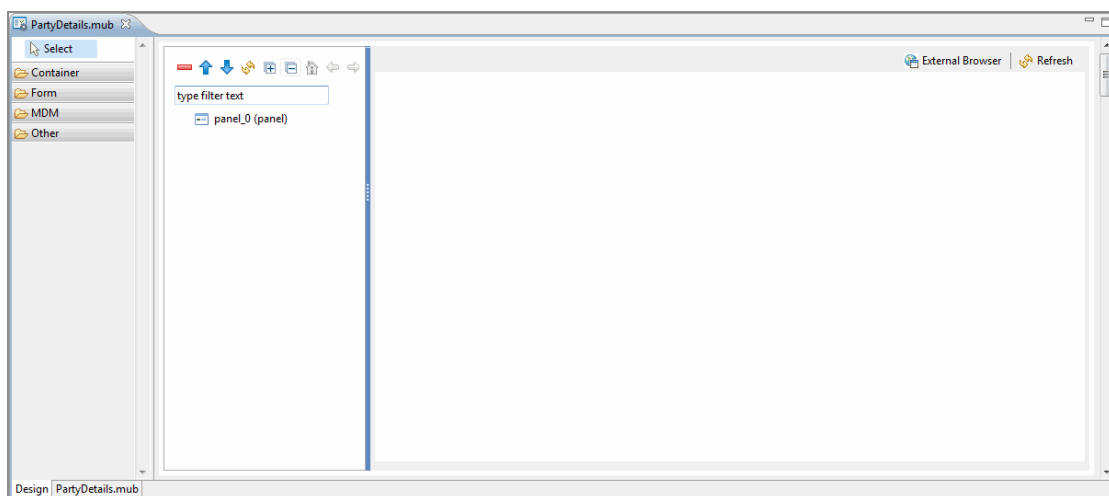 PartyDetails.mub
Select
Container
Form
MDM
Other
type filter text
panel_0 (panel)
External Browser
Refresh
Design
PartyDetails.mub